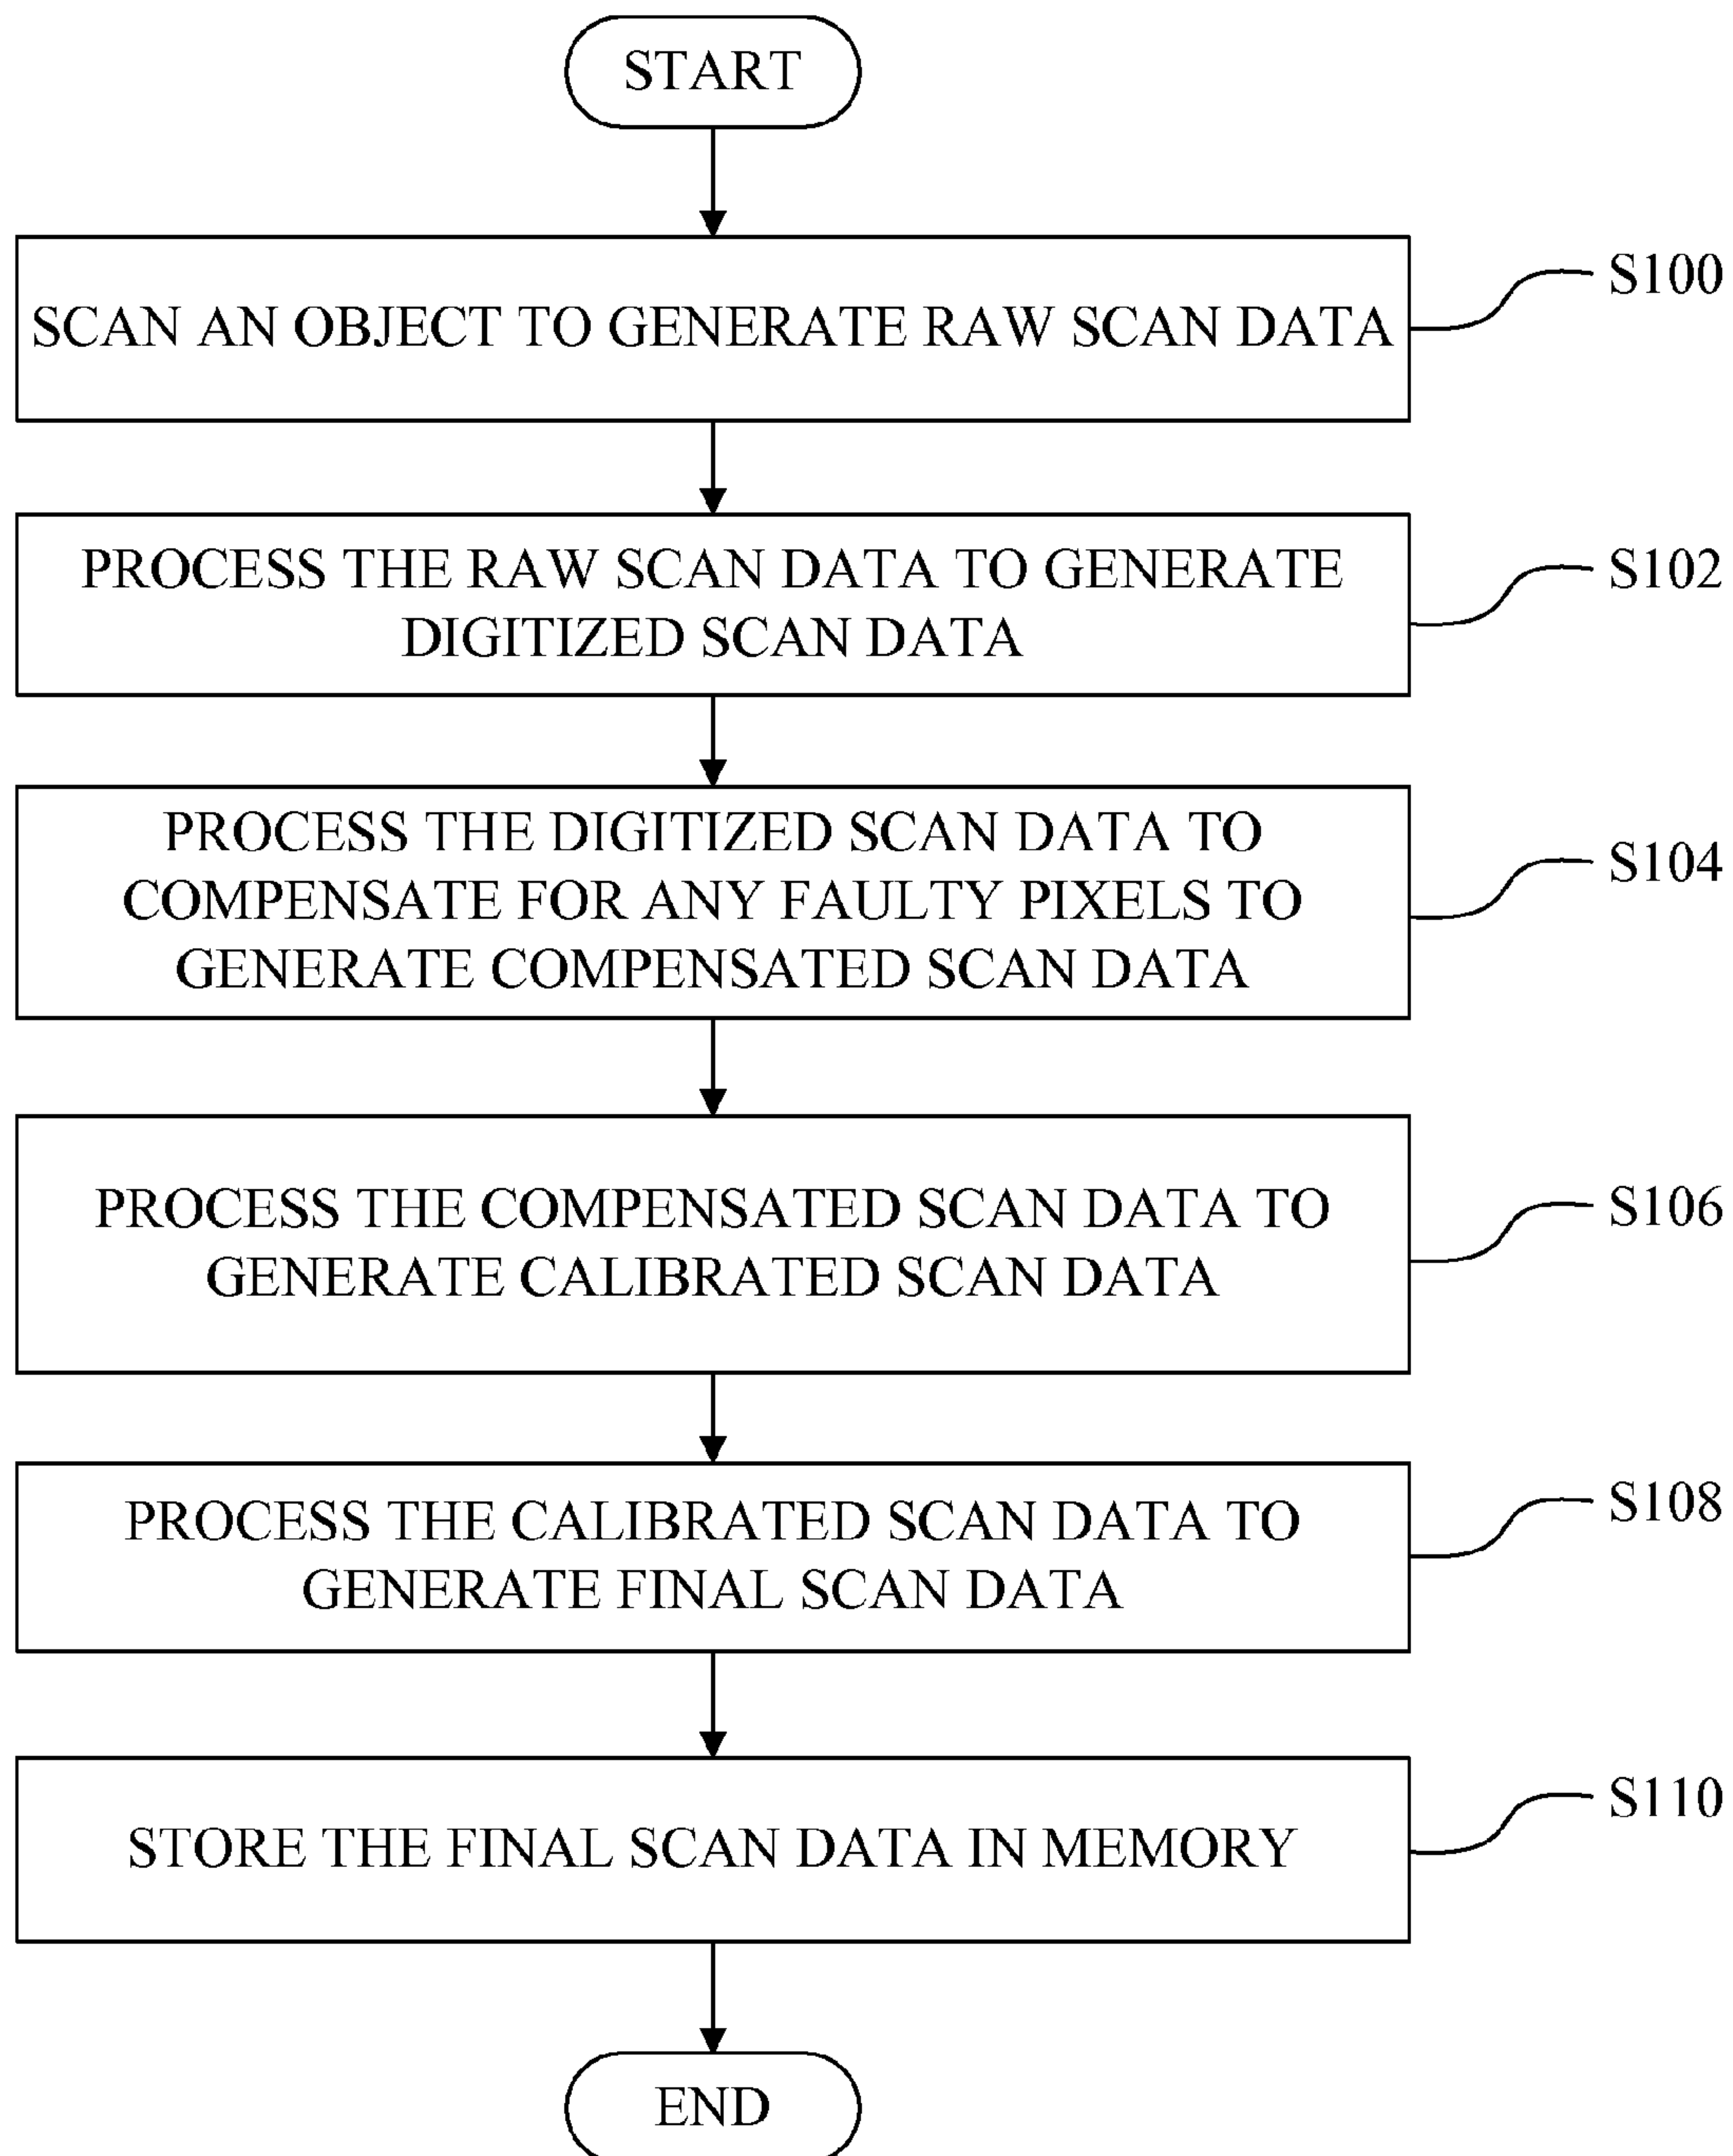 START
SCAN AN OBJECT TO GENERATE RAW SCAN DATA
S100
PROCESS THE RAW SCAN DATA TO GENERATE
DIGITIZED SCAN DATA
S102
PROCESS THE DIGITIZED SCAN DATA TO
COMPENSATE FOR ANY FAULTY PIXELS TO
GENERATE COMPENSATED SCAN DATA
S104
PROCESS THE COMPENSATED SCAN DATA TO
GENERATE CALIBRATED SCAN DATA
S106
PROCESS THE CALIBRATED SCAN DATA TO
GENERATE FINAL SCAN DATA
S108
STORE THE FINAL SCAN DATA IN MEMORY
S110
END